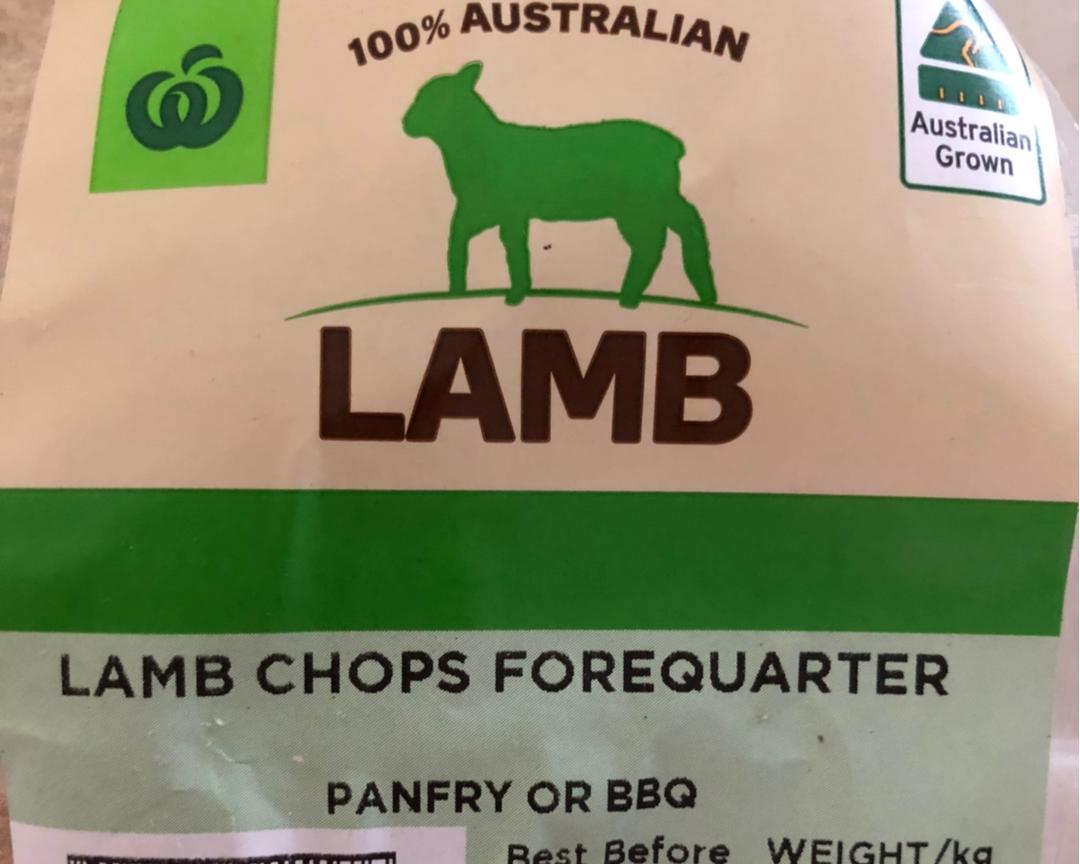 100% AUSTRALIAN
Australian
Grown
LAMB
LAMB CHOPS FOREQUARTER
PANFRY OR BBQ
Best Before WEIGHT/kg